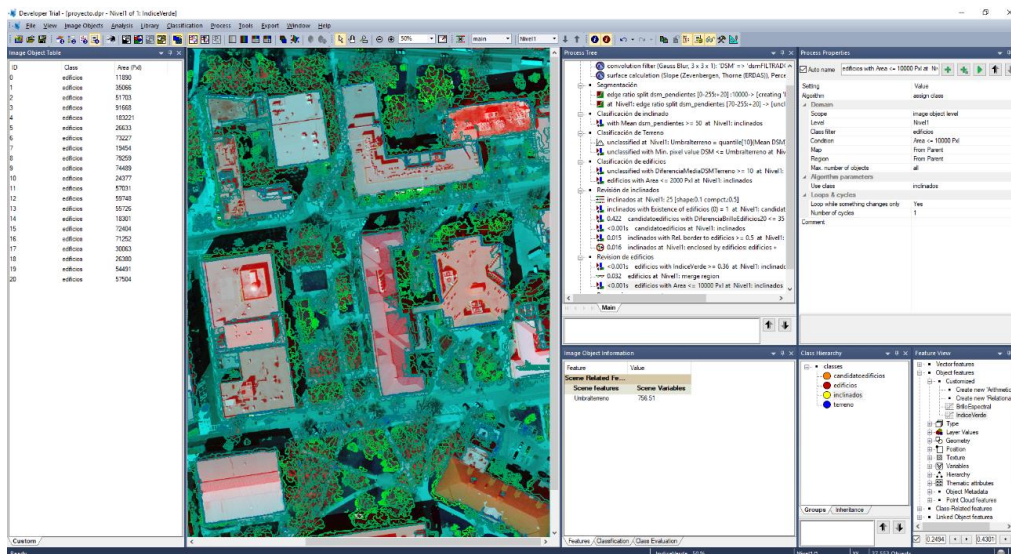 Developer Trial - [proyecto.dpr - Nivel1 of 1: IndiceVerde]
File View Image Objects Analysis Library Classification Process Tools Export Window Help
50%
main
Nivel1
Image Object Table
ID Class Area (Pxl)
0 edificios 11890
1 edificios 35066
2 edificios 51703
3 edificios 91668
4 edificios 183221
5 edificios 26633
6 edificios 73227
7 edificios 19454
8 edificios 79259
9 edificios 74489
10 edificios 24377
11 edificios 57031
12 edificios 59748
13 edificios 55726
14 edificios 18301
15 edificios 72404
16 edificios 71252
17 edificios 30063
18 edificios 26380
19 edificios 54491
20 edificios 57504
Custom
Process Tree
convolution filter (Gauss Blur, 3 x 3 x 1): 'DSM' => 'dsmFILTRAD
surface calculation (Slope (Zevenbergen, Thorne (ERDAS)), Perce
Segmentación
edge ratio split dsm_pendientes [0-255:+20] :10000-> [creating 'I
at Nivel1: edge ratio split dsm_pendientes [70-255:+20] -> [uncl
Clasificación de inclinado
with Mean dsm_pendientes >= 50 at Nivel1: inclinados
Clasificación de Terreno
unclassified at Nivel1: Umbralterreno = quantile[10](Mean DSM
unclassified with Min. pixel value DSM <= Umbralterreno at Niv
Clasificación de edificios
unclassified with DiferenciaMediaDSMTerreno >= 10 at Nivel1:
edificios with Area <= 2000 Pxl at Nivel1: inclinados
Revisión de inclinados
inclinados at Nivel1: 25 [shape:0.1 compct.:0.5]
inclinados with Existence of edificios (0) = 1 at Nivel1: candidat
0.422 candidatoedificios with DiferenciaBrilloEdificios20 <= 35
<0.001s candidatoedificios at Nivel1: inclinados
0.015 inclinados with Rel. border to edificios >= 0.5 at Nivel1:
0.016 inclinados at Nivel1: enclosed by edificios: edificios +
Revision de edificios
<0.001s edificios with IndiceVerde >= 0.36 at Nivel1: inclinado
0.032 edificios at Nivel1: merge region
<0.001s edificios with Area <= 10000 Pxl at Nivel1: inclinados
Main
Process Properties
Auto name
edificios with Area <= 10000 Pxl at Niv
Setting Value
Algorithm assign class
Domain
Scope image object level
Level Nivel1
Class filter edificios
Condition Area <= 10000 Pxl
Map From Parent
Region From Parent
Max. number of objects all
Algorithm parameters
Use class inclinados
Loops & cycles
Loop while something changes only Yes
Number of cycles 1
Comment
Image Object Information
Feature Value
Scene Related Fe...
Scene features Scene Variables
Umbralterreno 756.51
Features Classification Class Evaluation
Class Hierarchy
classes
candidatoedificios
edificios
inclinados
terreno
Groups Inheritance
Feature View
Vector features
Object features
Customized
Create new 'Arithmetic
Create new 'Relational
BrilloEspectral
IndiceVerde
Type
Layer Values
Geometry
Position
Texture
Variables
Hierarchy
Thematic attributes
Object Metadata
Point Cloud features
Class-Related features
Linked Object features
0.2494
0.4301
Ready